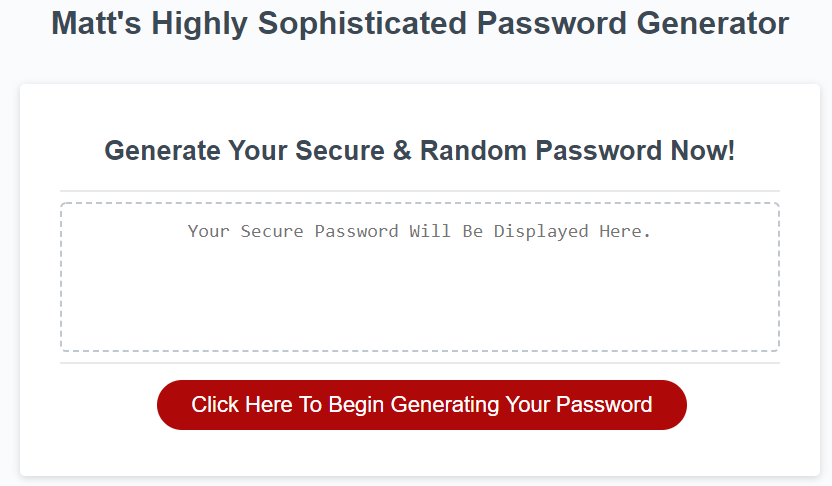 Matt's Highly Sophisticated Password Generator
Generate Your Secure & Random Password Now!
Your Secure Password Will Be Displayed Here.
Click Here To Begin Generating Your Password